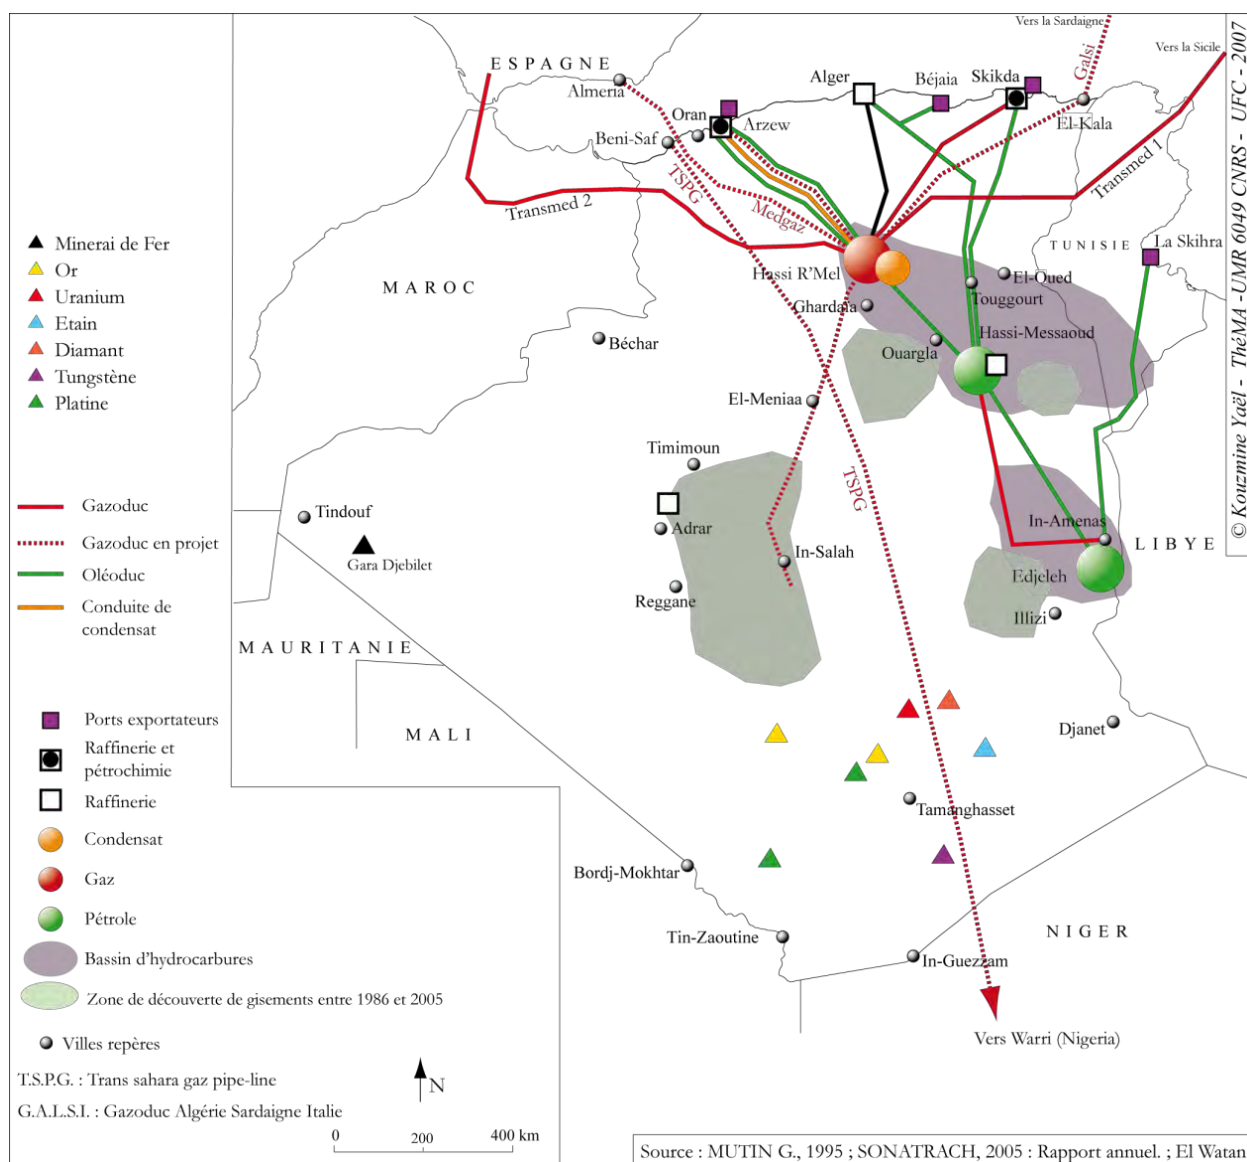 Vers la Sardaigne
Vers la Sicile
Galsi
ESPAGNE
Almeria
Alger
Béjaia
Skikda
Oran
Arzew
Beni-Saf
El-Kala
TSPG
Medgaz
Transmed 1
Transmed 2
TUNISIE
La Skihra
MAROC
Hassi R'Mel
El-Oued
Touggourt
Ghardaïa
Hassi-Messaoud
Ouargla
Béchar
El-Meniaa
Timimoun
TSPG
Tindouf
Gara Djebilet
Adrar
In-Salah
In-Amenas
LIBYE
Edjeleh
Reggane
Illizi
MAURITANIE
MALI
Djanet
Tamanghasset
Bordj-Mokhtar
Tin-Zaoutine
In-Guezzam
NIGER
Vers Warri (Nigeria)
Minerai de Fer
Or
Uranium
Etain
Diamant
Tungstène
Platine
Gazoduc
Gazoduc en projet
Oléoduc
Conduite de
condensat
Ports exportateurs
Raffinerie et
pétrochimie
Raffinerie
Condensat
Gaz
Pétrole
Bassin d'hydrocarbures
Zone de découverte de gisements entre 1986 et 2005
Villes repères
T.S.P.G. : Trans sahara gaz pipe-line
G.A.L.S.I. : Gazoduc Algérie Sardaigne Italie
N
0 200 400 km
Source : MUTIN G., 1995 ; SONATRACH, 2005 : Rapport annuel. ; El Watan
© Kouzmine Yaël - ThéMA -UMR 6049 CNRS - UFC - 2007